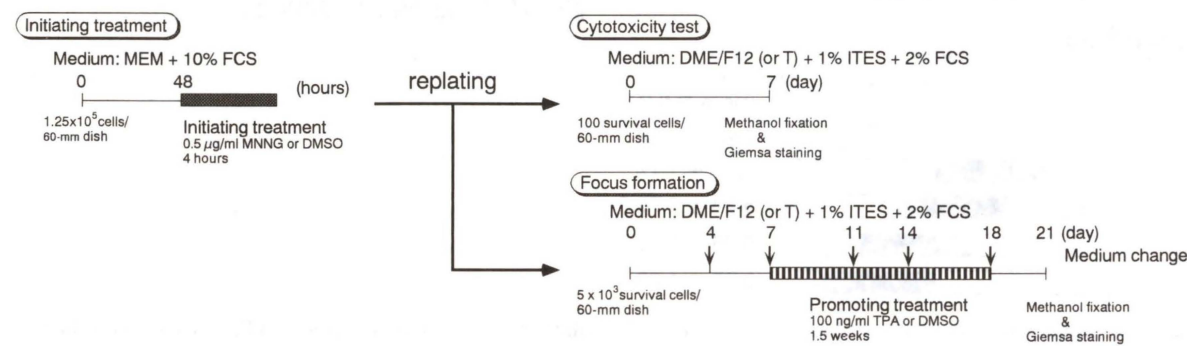 Initiating treatment
Medium: MEM + 10% FCS
0 48 (hours)
1.25x10⁵cells/
60-mm dish
Initiating treatment
0.5 µg/ml MNNG or DMSO
4 hours
replating
Cytotoxicity test
Medium: DME/F12 (or T) + 1% ITES + 2% FCS
0 7 (day)
100 survival cells/
60-mm dish
Methanol fixation
&
Giemsa staining
Focus formation
Medium: DME/F12 (or T) + 1% ITES + 2% FCS
0 4 7 11 14 18 21 (day)
Medium change
5 x 10³survival cells/
60-mm dish
Promoting treatment
100 ng/ml TPA or DMSO
1.5 weeks
Methanol fixation
&
Giemsa staining